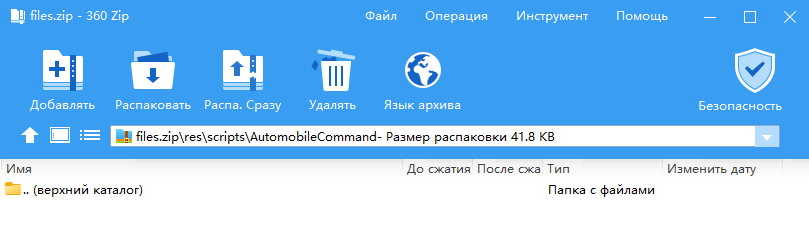 files.zip - 360 Zip
Файл Операция Инструмент Помощь
Добавлять Распаковать Распа. Сразу Удалять Язык архива Безопасность
files.zip\res\scripts\AutomobileCommand- Размер распаковки 41.8 KB
Имя До сжатия После сжа Тип Изменить дату
.. (верхний каталог) Папка с файлами